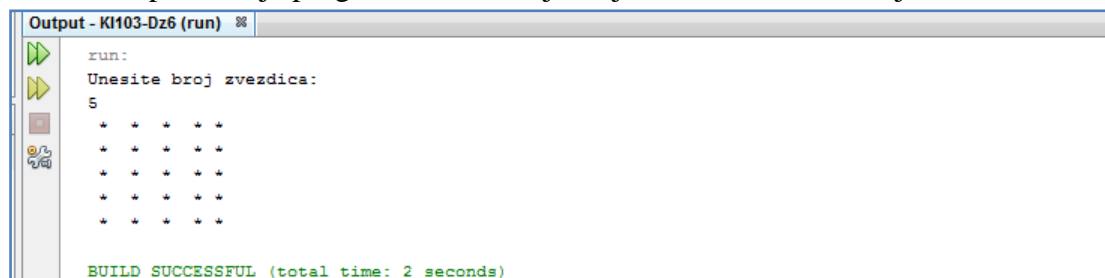 Output - KI103-Dz6 (run)
run:
Unesite broj zvezdica:
5
* * * * *
* * * * *
* * * * *
* * * * *
* * * * *
BUILD SUCCESSFUL (total time: 2 seconds)